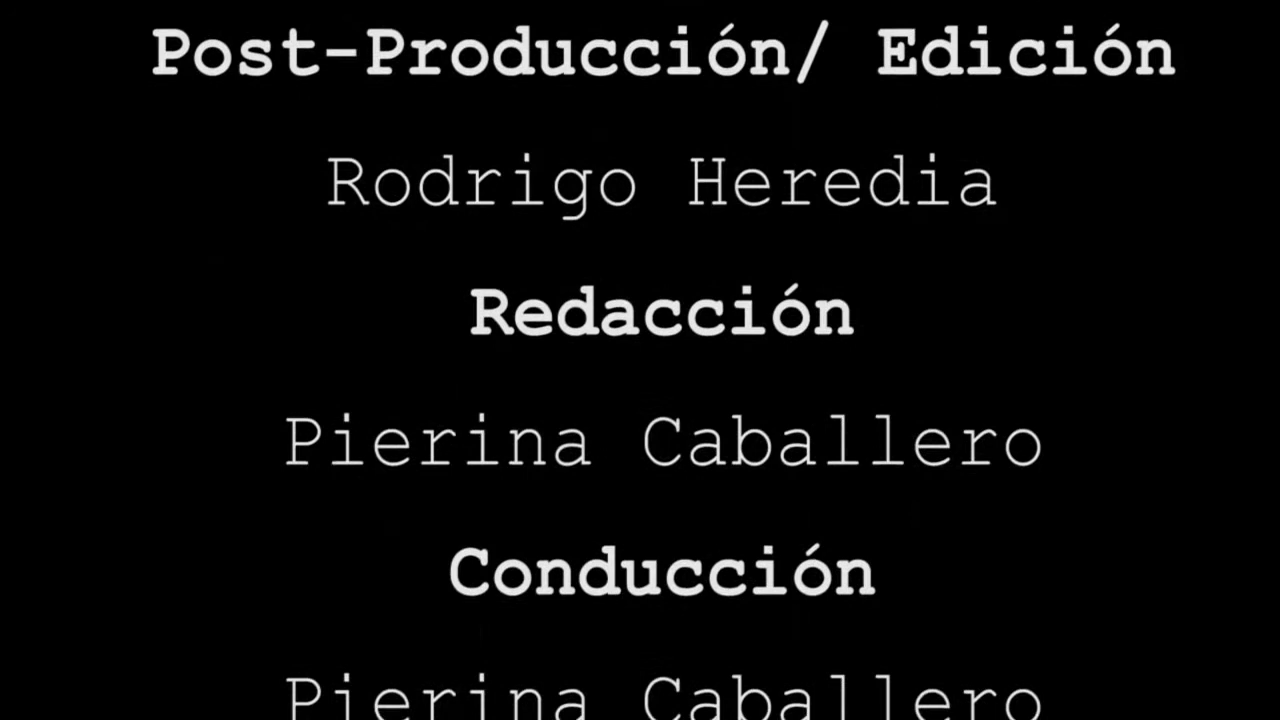 Post-Producción/ Edición
Rodrigo Heredia
Redacción
Pierina Caballero
Conducción
Pierina Caballero